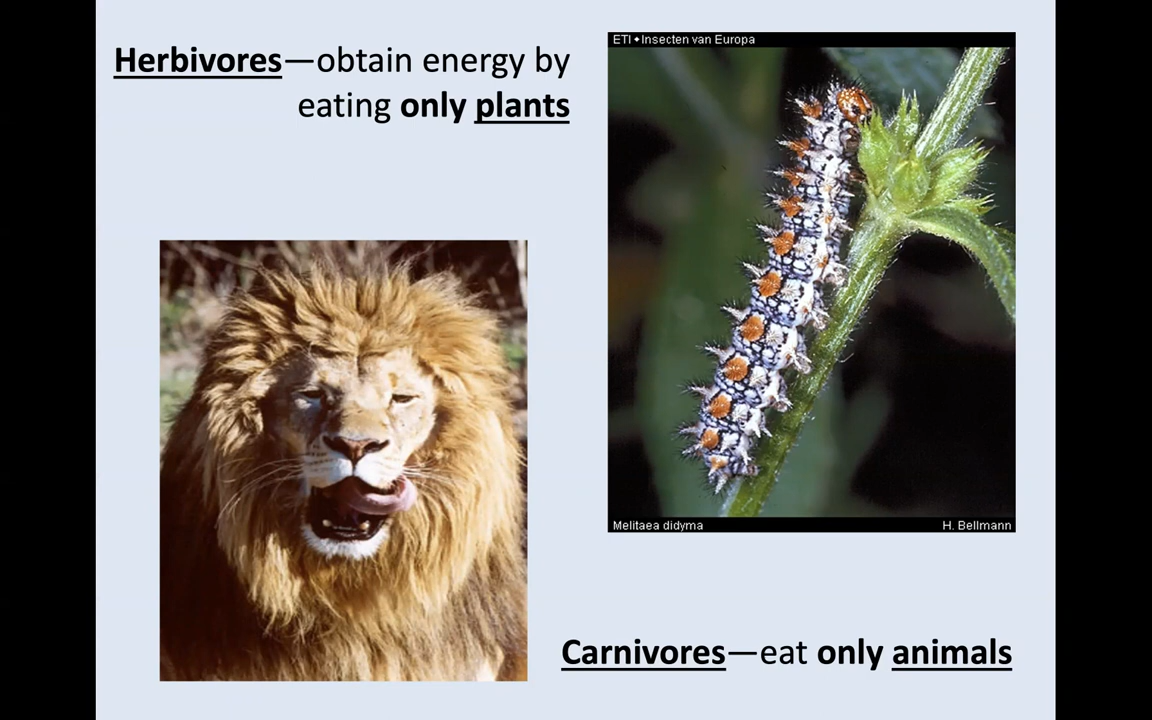 Herbivores—obtain energy by
eating only plants
ETI◆Insecten van Europa
Melitaea didyma
H. Bellmann
Carnivores—eat only animals